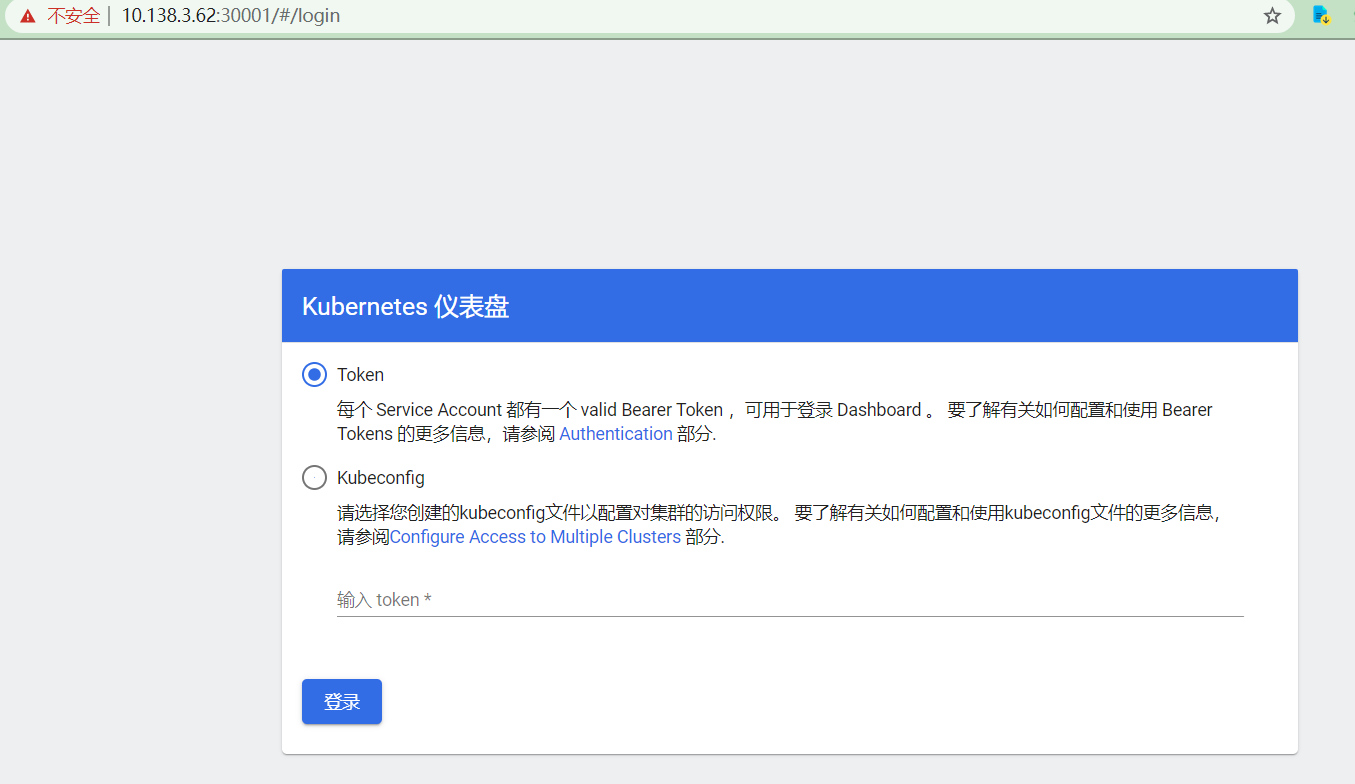 不安全 | 10.138.3.62:30001/#/login
Kubernetes 仪表盘
Token
每个 Service Account 都有一个 valid Bearer Token ，可用于登录 Dashboard 。 要了解有关如何配置和使用 Bearer
Tokens 的更多信息，请参阅 Authentication 部分.
Kubeconfig
请选择您创建的kubeconfig文件以配置对集群的访问权限。 要了解有关如何配置和使用kubeconfig文件的更多信息，
请参阅Configure Access to Multiple Clusters 部分.
输入 token *
登录